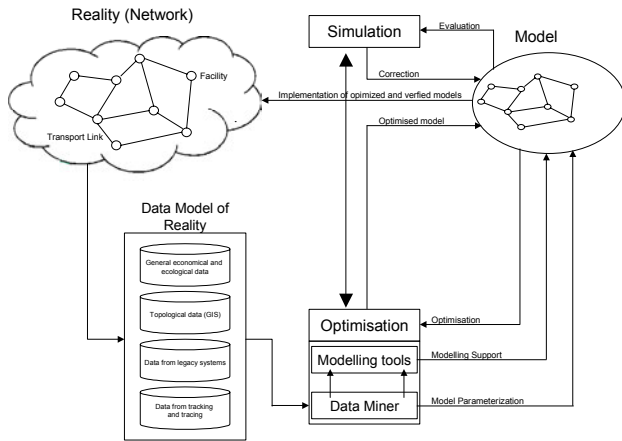 Reality (Network)
Facility
Transport Link
Simulation
Evaluation
Model
Correction
Implementation of opimized and verfied models
Optimised model
Data Model of
Reality
General economical and
ecological data
Topological data (GIS)
Data from legacy systems
Data from tracking
and tracing
Optimisation
Optimisation
Modelling tools
Modelling Support
Data Miner
Model Parameterization